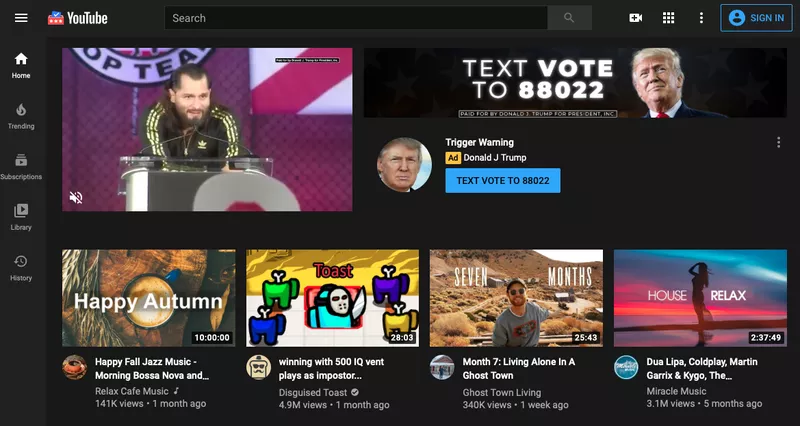 YouTube
Search
SIGN IN
Home
Trending
Subscriptions
Library
History
TOP TEA
Paid for by Donald J. Trump for President, Inc.
TEXT VOTE
TO 88022
PAID FOR BY DONALD J. TRUMP FOR PRESIDENT, INC.
Trigger Warning
Ad Donald J Trump
TEXT VOTE TO 88022
Happy Autumn
10:00:00
Toast
28:03
SEVEN MONTHS
25:43
HOUSE RELAX
2:37:49
Happy Fall Jazz Music -
Morning Bossa Nova and...
Relax Cafe Music
141K views • 1 month ago
winning with 500 IQ vent
plays as impostor...
Disguised Toast
4.9M views • 1 month ago
Month 7: Living Alone In A
Ghost Town
Ghost Town Living
340K views • 1 week ago
Dua Lipa, Coldplay, Martin
Garrix & Kygo, The...
Miracle Music
3.1M views • 5 months ago